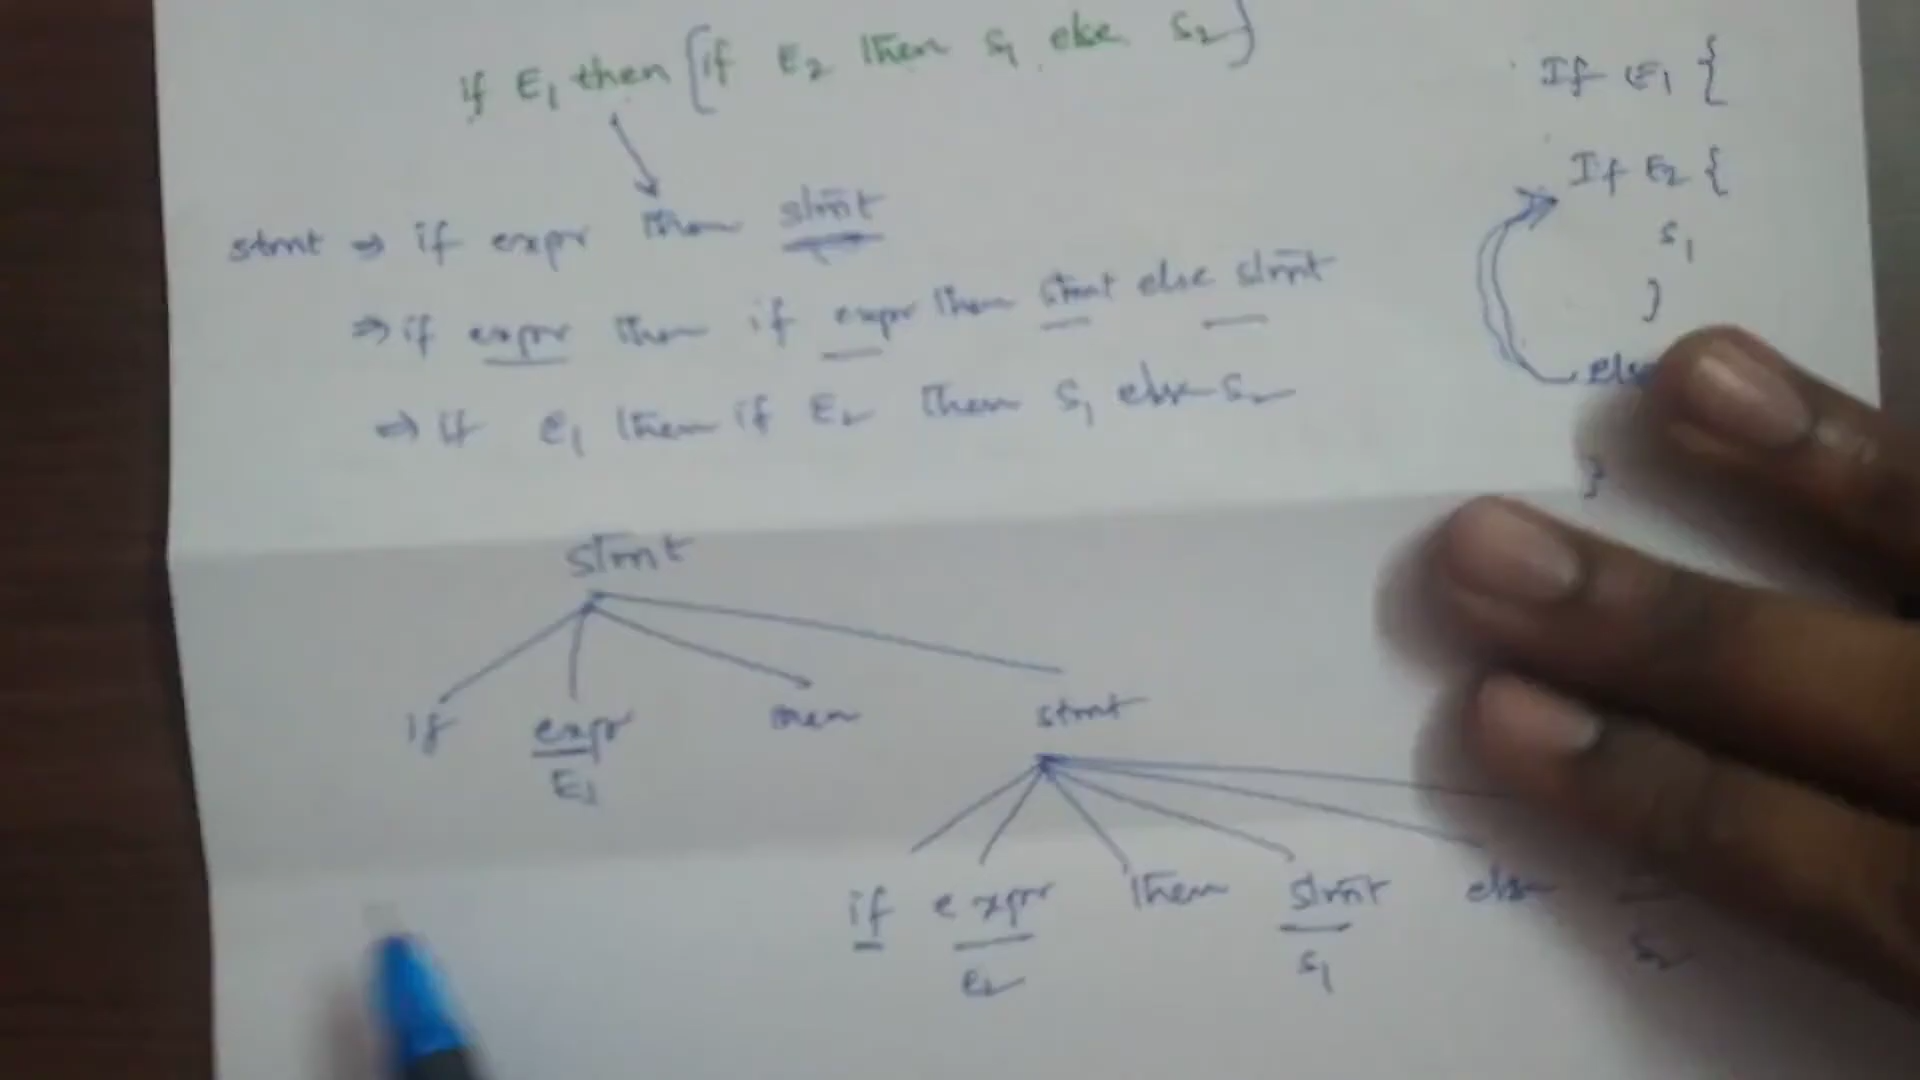 if E1 then {if E2 then S1 else S2}
stmt ⇒ if expr then stmt
⇒ if expr then if expr then stmt else stmt
⇒ if E1 then if E2 then S1 else S2
If E1 {
If E2 {
S1
}
}
stmt
if expr then stmt
E1
if expr then stmt else
E2 S1 S2